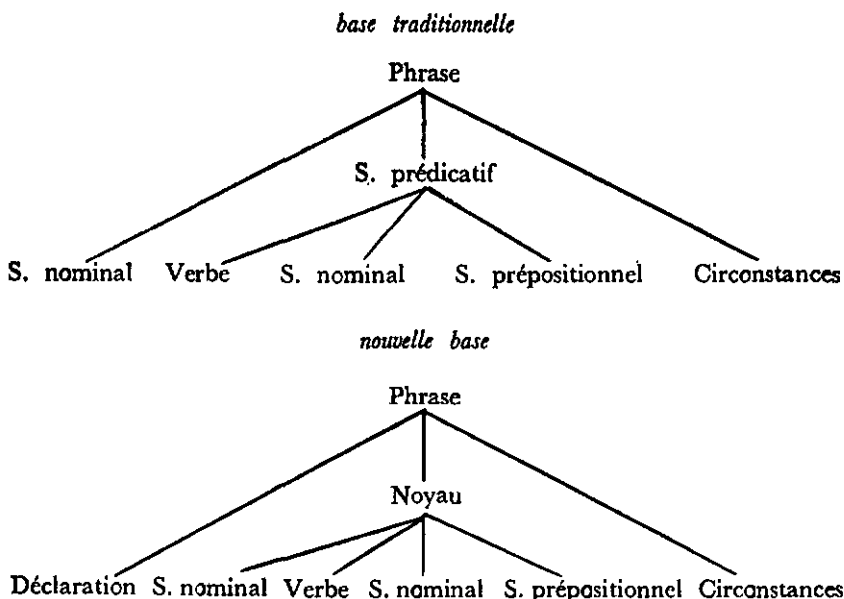 base traditionnelle
Phrase
S. prédicatif
S. nominal Verbe S. nominal S. prépositionnel Circonstances
nouvelle base
Phrase
Noyau
Déclaration S. nominal Verbe S. nominal S. prépositionnel Circonstances